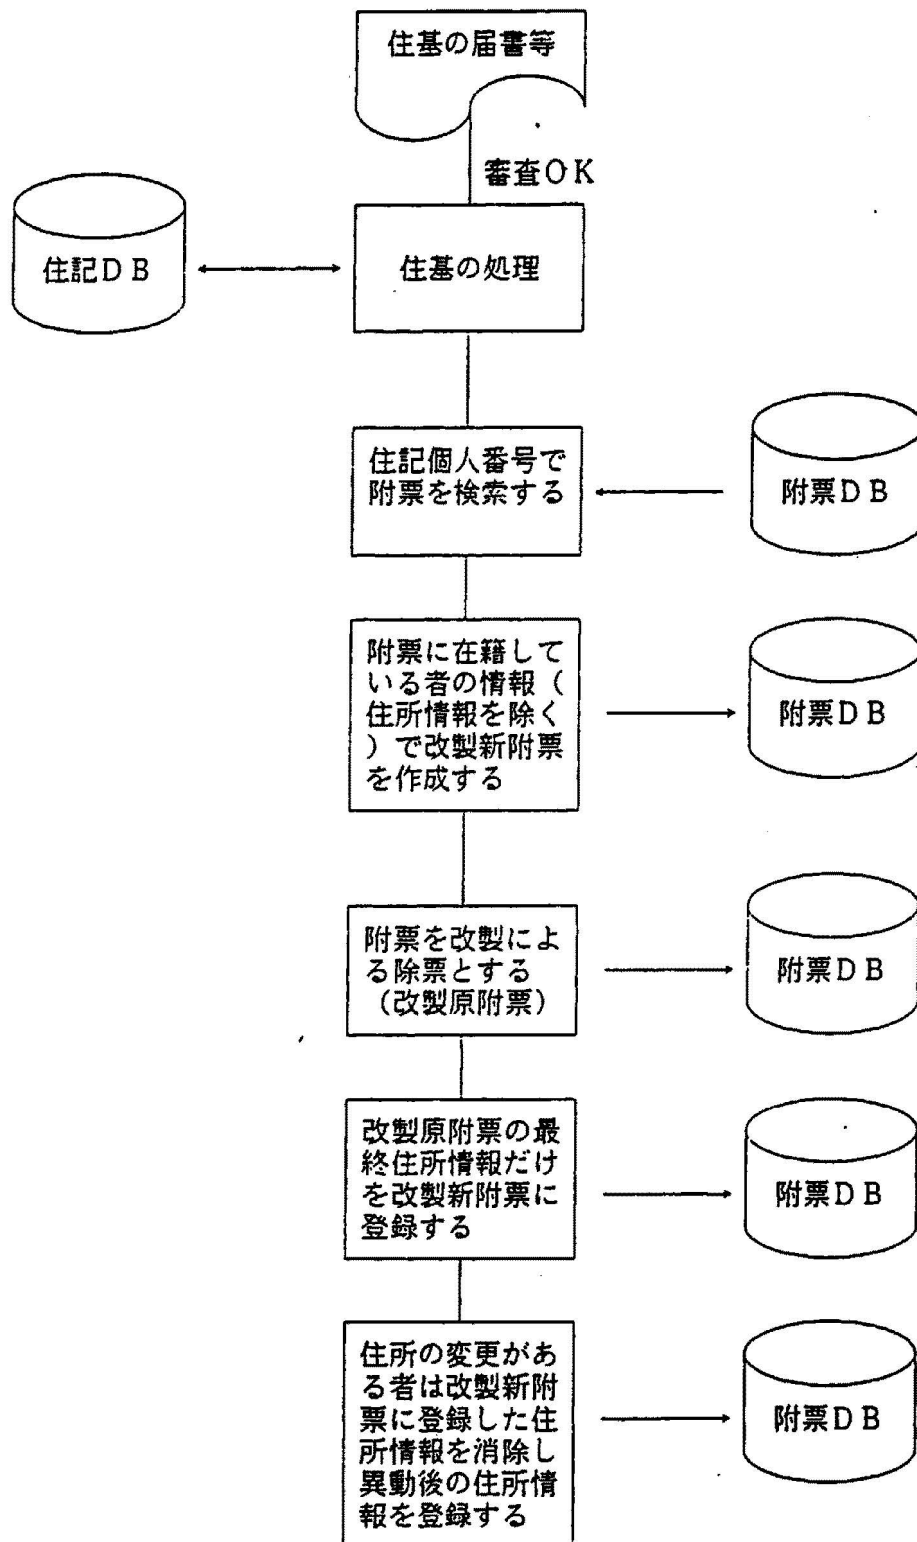 住基の届書等
審査OK
住記DB
住基の処理
住記個人番号で
附票を検索する
附票DB
附票に在籍して
いる者の情報（
住所情報を除く
）で改製新附票
を作成する
附票DB
附票を改製によ
る除票とする
（改製原附票）
附票DB
改製原附票の最
終住所情報だけ
を改製新附票に
登録する
附票DB
住所の変更があ
る者は改製新附
票に登録した住
所情報を消除し
異動後の住所情
報を登録する
附票DB